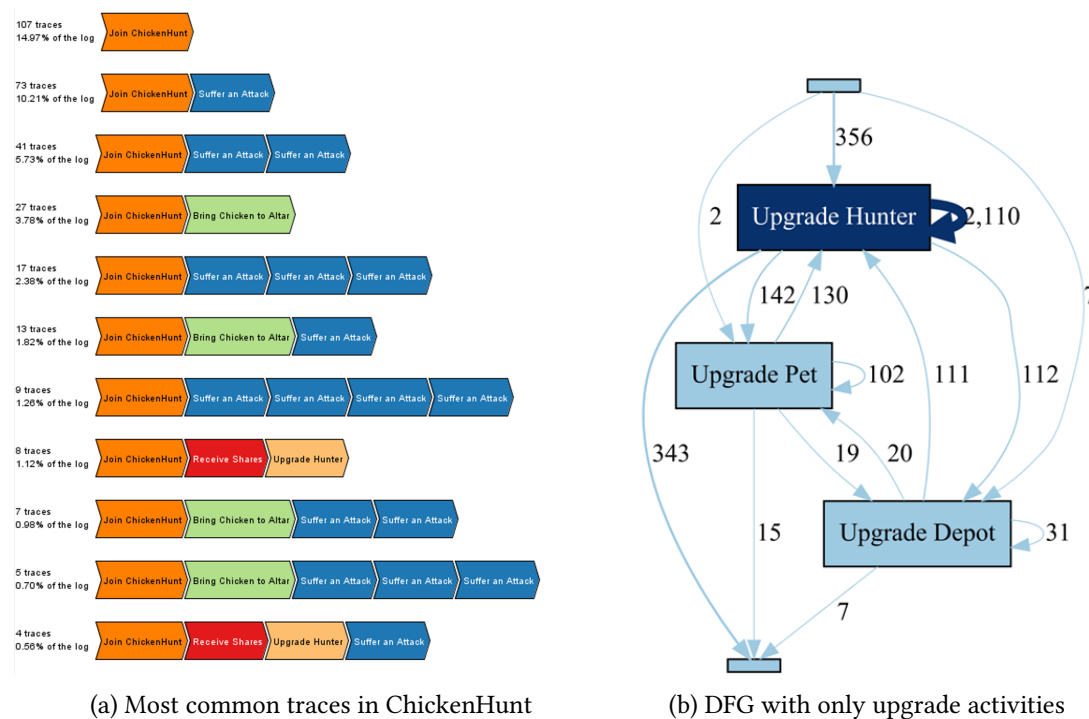 107 traces
14.97% of the log
Join ChickenHunt
73 traces
10.21% of the log
Join ChickenHunt Suffer an Attack
41 traces
5.73% of the log
Join ChickenHunt Suffer an Attack Suffer an Attack
27 traces
3.78% of the log
Join ChickenHunt Bring Chicken to Altar
17 traces
2.38% of the log
Join ChickenHunt Suffer an Attack Suffer an Attack Suffer an Attack
13 traces
1.82% of the log
Join ChickenHunt Bring Chicken to Altar Suffer an Attack
9 traces
1.26% of the log
Join ChickenHunt Suffer an Attack Suffer an Attack Suffer an Attack Suffer an Attack
8 traces
1.12% of the log
Join ChickenHunt Receive Shares Upgrade Hunter
7 traces
0.98% of the log
Join ChickenHunt Bring Chicken to Altar Suffer an Attack Suffer an Attack
5 traces
0.70% of the log
Join ChickenHunt Bring Chicken to Altar Suffer an Attack Suffer an Attack Suffer an Attack
4 traces
0.56% of the log
Join ChickenHunt Receive Shares Upgrade Hunter Suffer an Attack
(a) Most common traces in ChickenHunt
356
2
Upgrade Hunter
2,110
7
142
130
Upgrade Pet
102
111
112
343
19
20
15
Upgrade Depot
31
7
(b) DFG with only upgrade activities